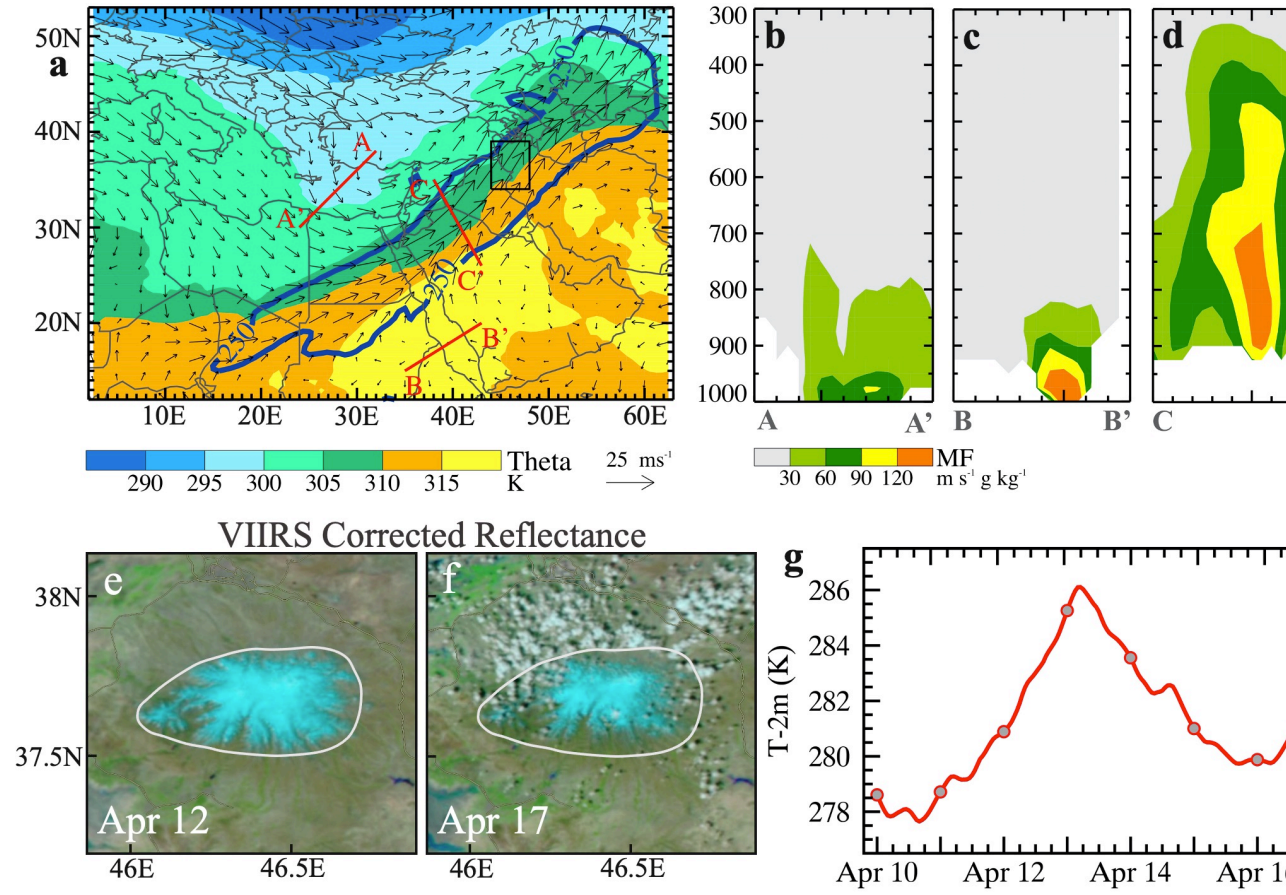 a
50N
40N
30N
20N
10E 20E 30E 40E 50E 60E
A
A'
B
B'
C
C'
250
250
250
290 295 300 305 310 315
Theta
K
25 ms⁻¹
300
400
500
600
700
800
900
1000
b
c
d
A A' B B' C
30 60 90 120
MF
m s⁻¹ g kg⁻¹
VIIRS Corrected Reflectance
e
f
38N
37.5N
Apr 12
Apr 17
46E 46.5E 46E 46.5E
g
T-2m (K)
286
284
282
280
278
Apr 10 Apr 12 Apr 14